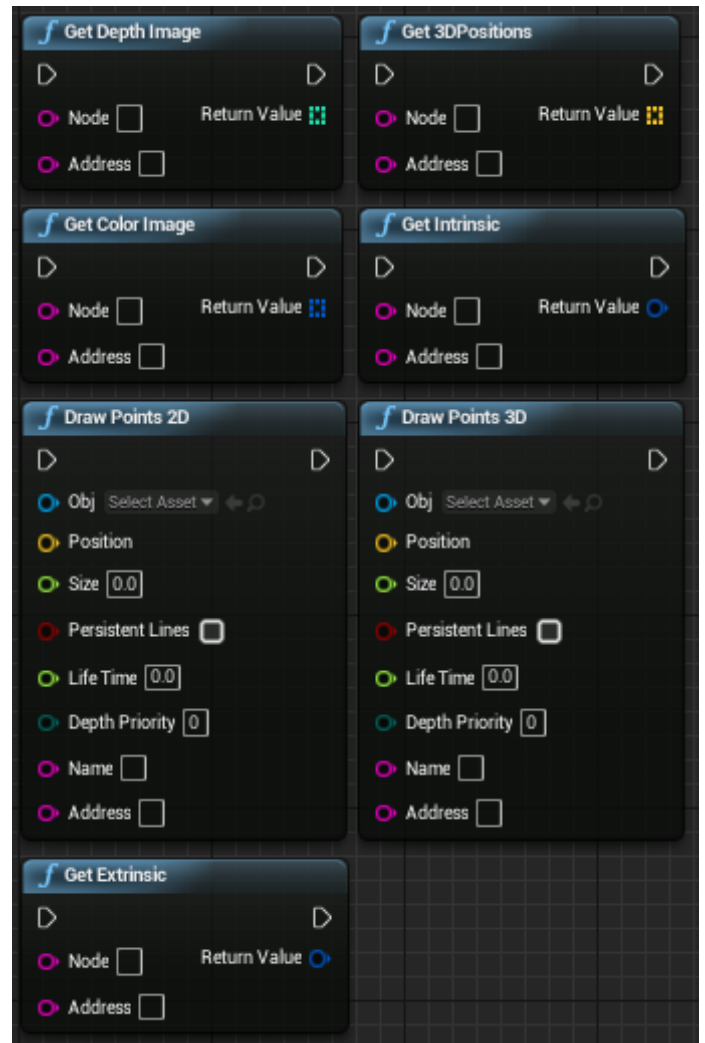 Get Depth Image
Node
Return Value
Address
Get 3DPositions
Node
Return Value
Address
Get Color Image
Node
Return Value
Address
Get Intrinsic
Node
Return Value
Address
Draw Points 2D
Obj Select Asset
Position
Size 0.0
Persistent Lines
Life Time 0.0
Depth Priority 0
Name
Address
Draw Points 3D
Obj Select Asset
Position
Size 0.0
Persistent Lines
Life Time 0.0
Depth Priority 0
Name
Address
Get Extrinsic
Node
Return Value
Address